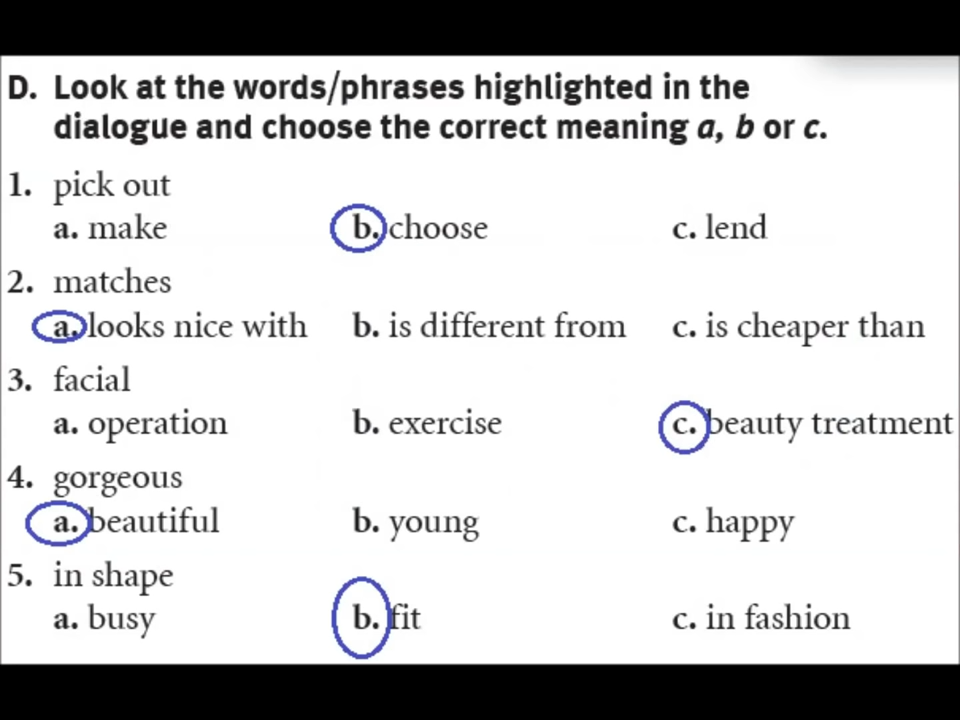 D. Look at the words/phrases highlighted in the
dialogue and choose the correct meaning a, b or c.
1. pick out
a. make b. choose c. lend
2. matches
a. looks nice with b. is different from c. is cheaper than
3. facial
a. operation b. exercise c. beauty treatment
4. gorgeous
a. beautiful b. young c. happy
5. in shape
a. busy b. fit c. in fashion